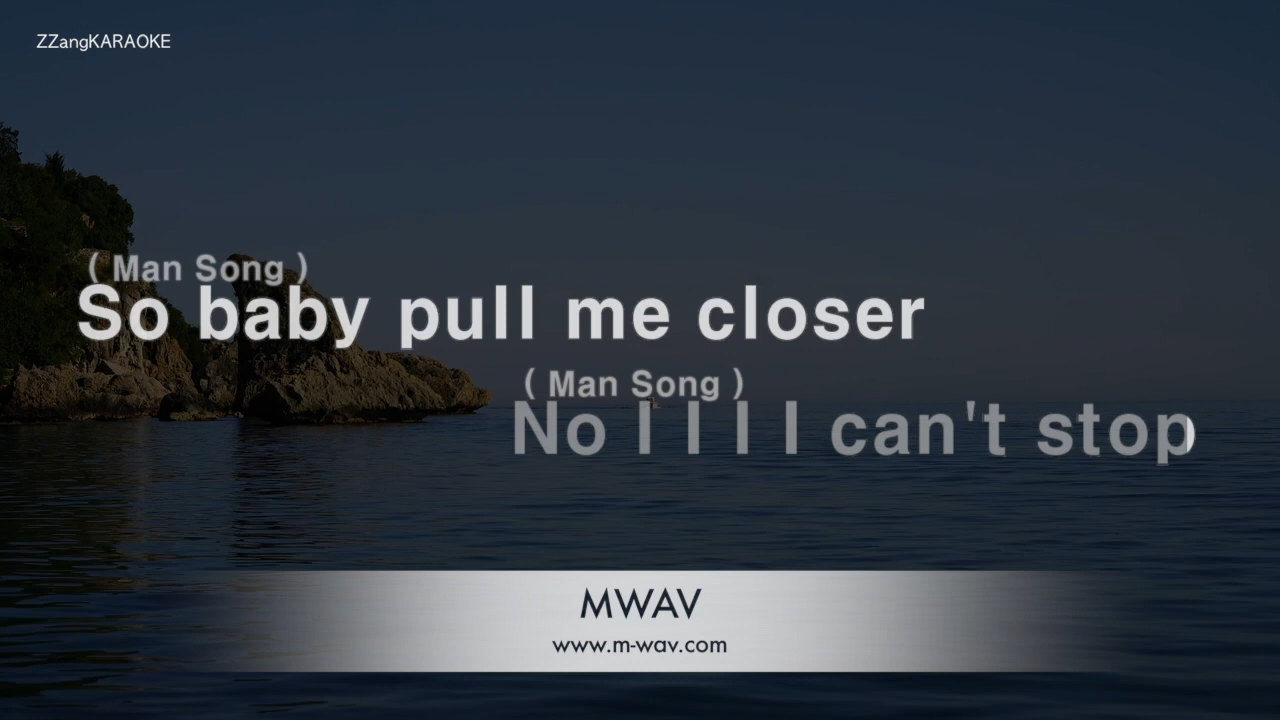 ZZangKARAOKE
( Man Song )
So baby pull me closer
( Man Song )
No I I I I can't stop
MWAV
www.m-wav.com